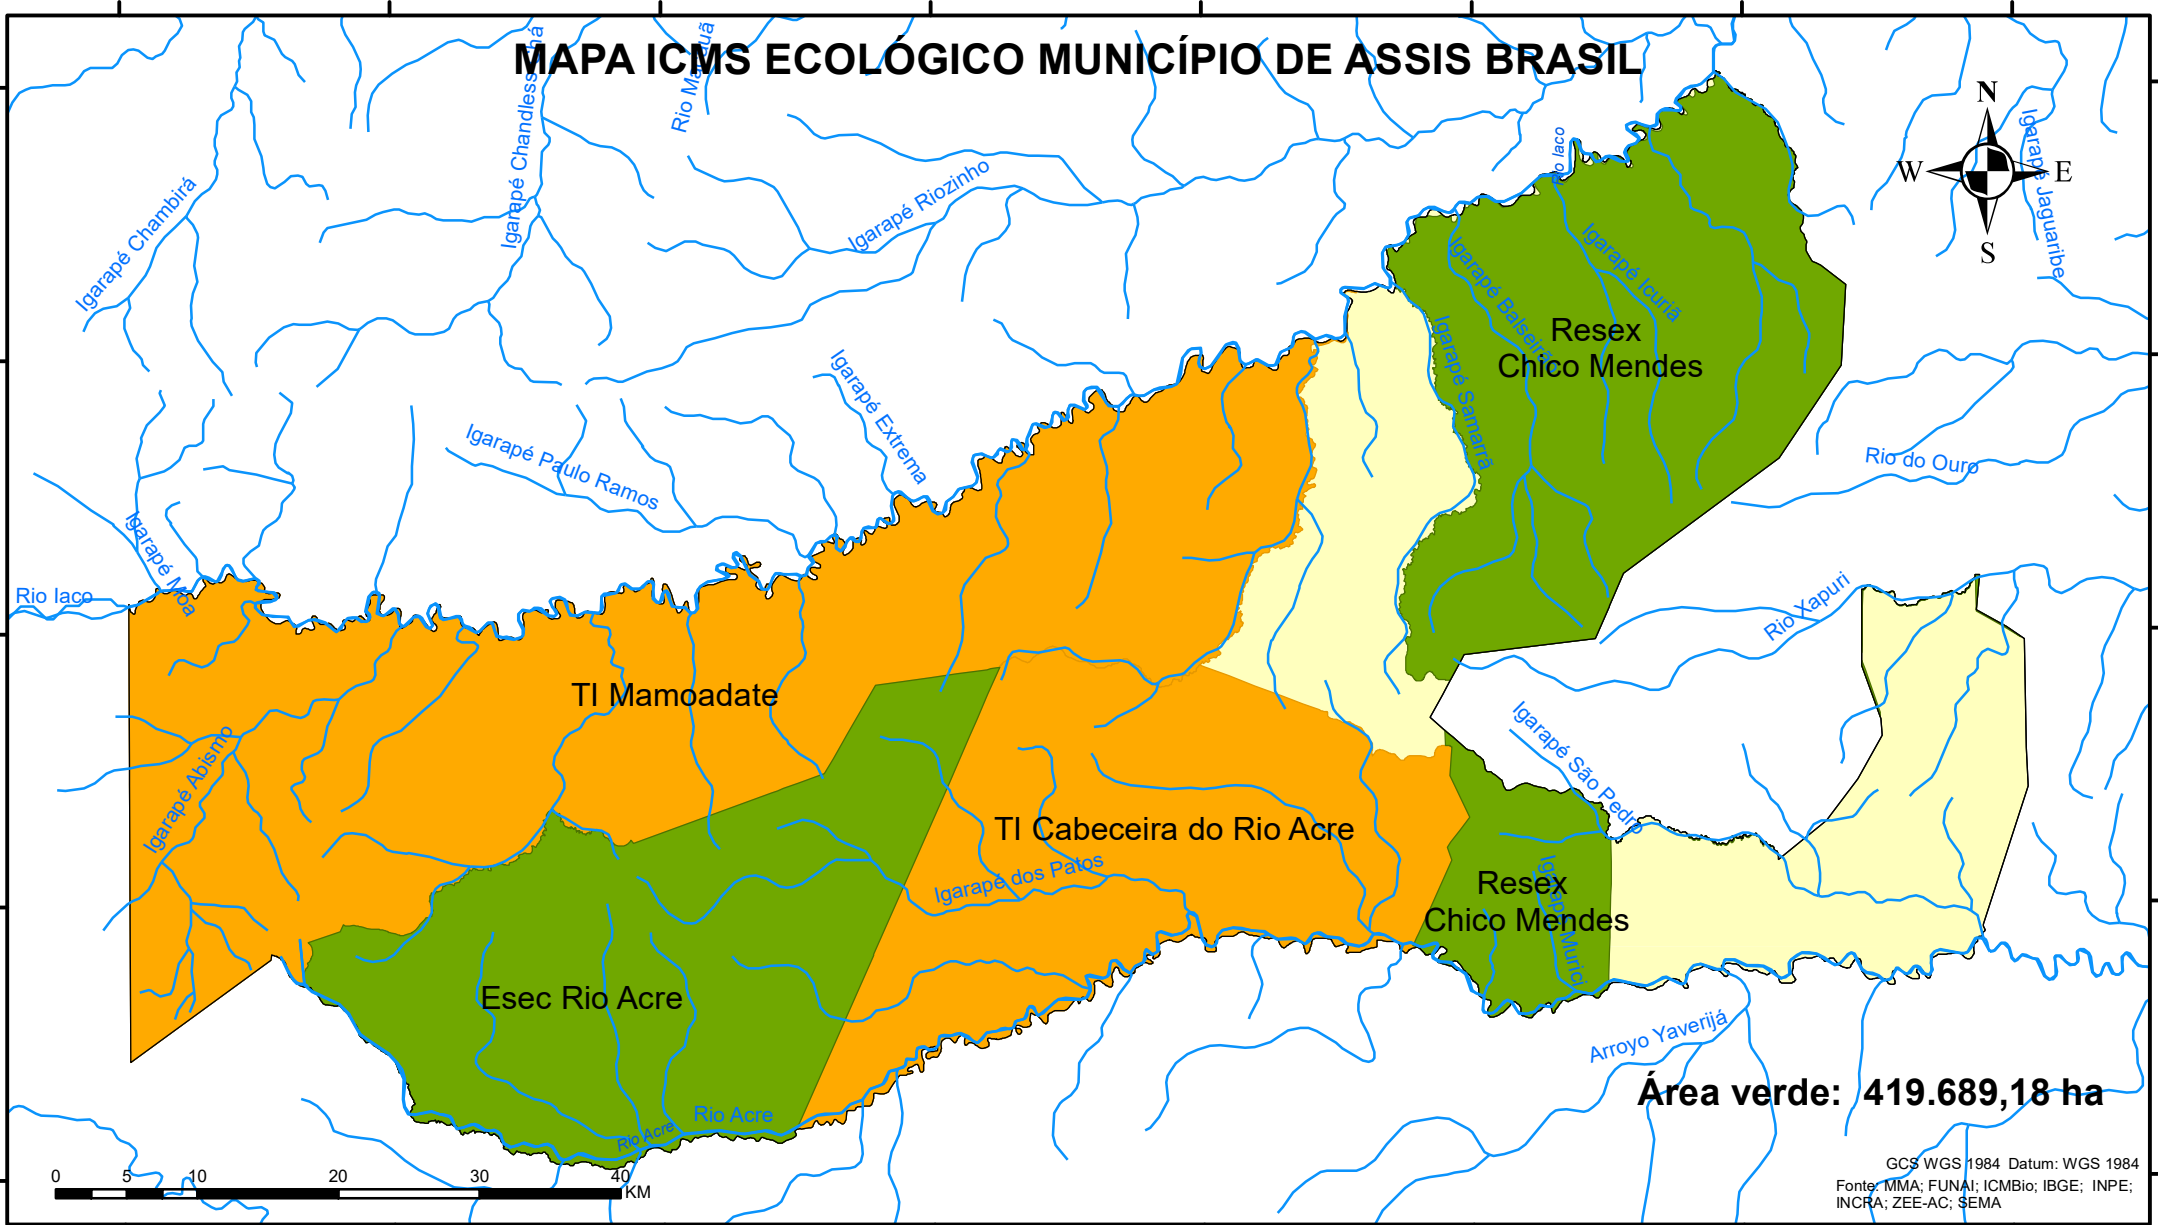 MAPA ICMS ECOLÓGICO MUNICÍPIO DE ASSIS BRASIL
N
W
E
S
Igarapé Chambirá
Igarapé Chandless Chá
Igarapé Riozinho
Rio Iaco
Igarapé Jaguaribe
Igarapé Balseirão
Igarapé Icuriã
Resex
Chico Mendes
Igarapé Samarrã
Igarapé Extrema
Igarapé Paulo Ramos
Rio do Ouro
Igarapé Moa
Rio Iaco
Rio Xapuri
TI Mamoadate
Igarapé Abismo
Igarapé São Pedro
TI Cabeceira do Rio Acre
Igarapé dos Patos
Resex
Chico Mendes
Igarapé Murici
Esec Rio Acre
Arroyo Yaverijá
Rio Acre
Rio Acre
Área verde: 419.689,18 ha
0 5 10 20 30 40
KM
GCS WGS 1984 Datum: WGS 1984
Fonte: MMA; FUNAI; ICMBio; IBGE; INPE;
INCRA; ZEE-AC; SEMA